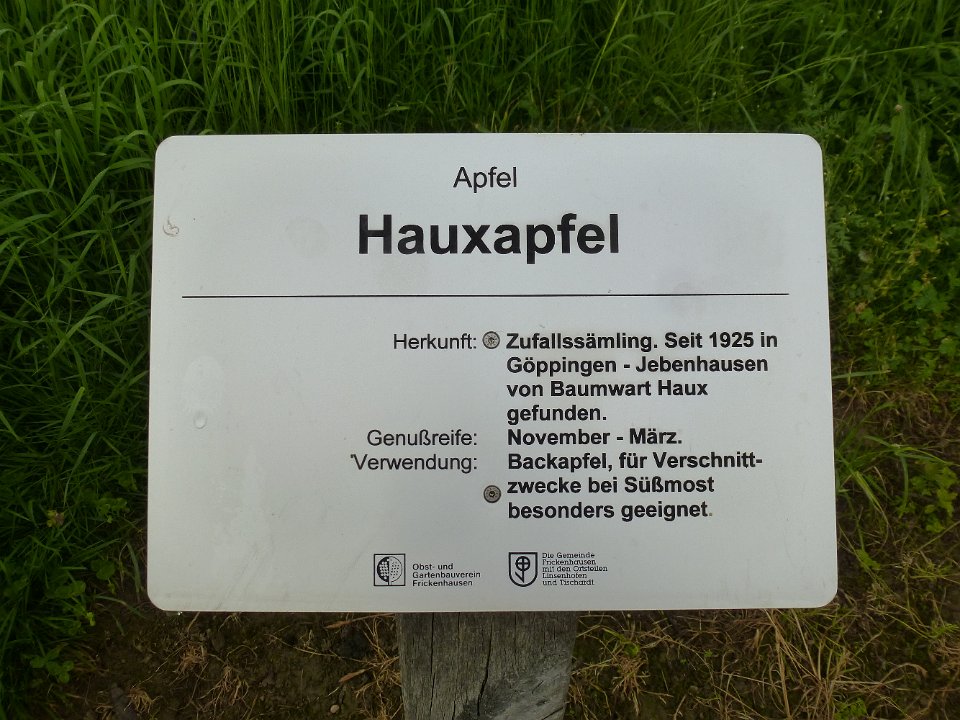 Apfel
Hauxapfel
Herkunft: Zufallssämling. Seit 1925 in
Göppingen - Jebenhausen
von Baumwart Haux
gefunden.
Genußreife: November - März.
Verwendung: Backapfel, für Verschnitt-
zwecke bei Süßmost
besonders geeignet.
Obst- und
Gartenbauverein
Frickenhausen
Die Gemeinde
Frickenhausen
mit den Ortsteilen
Linsenhofen
und Tischardt